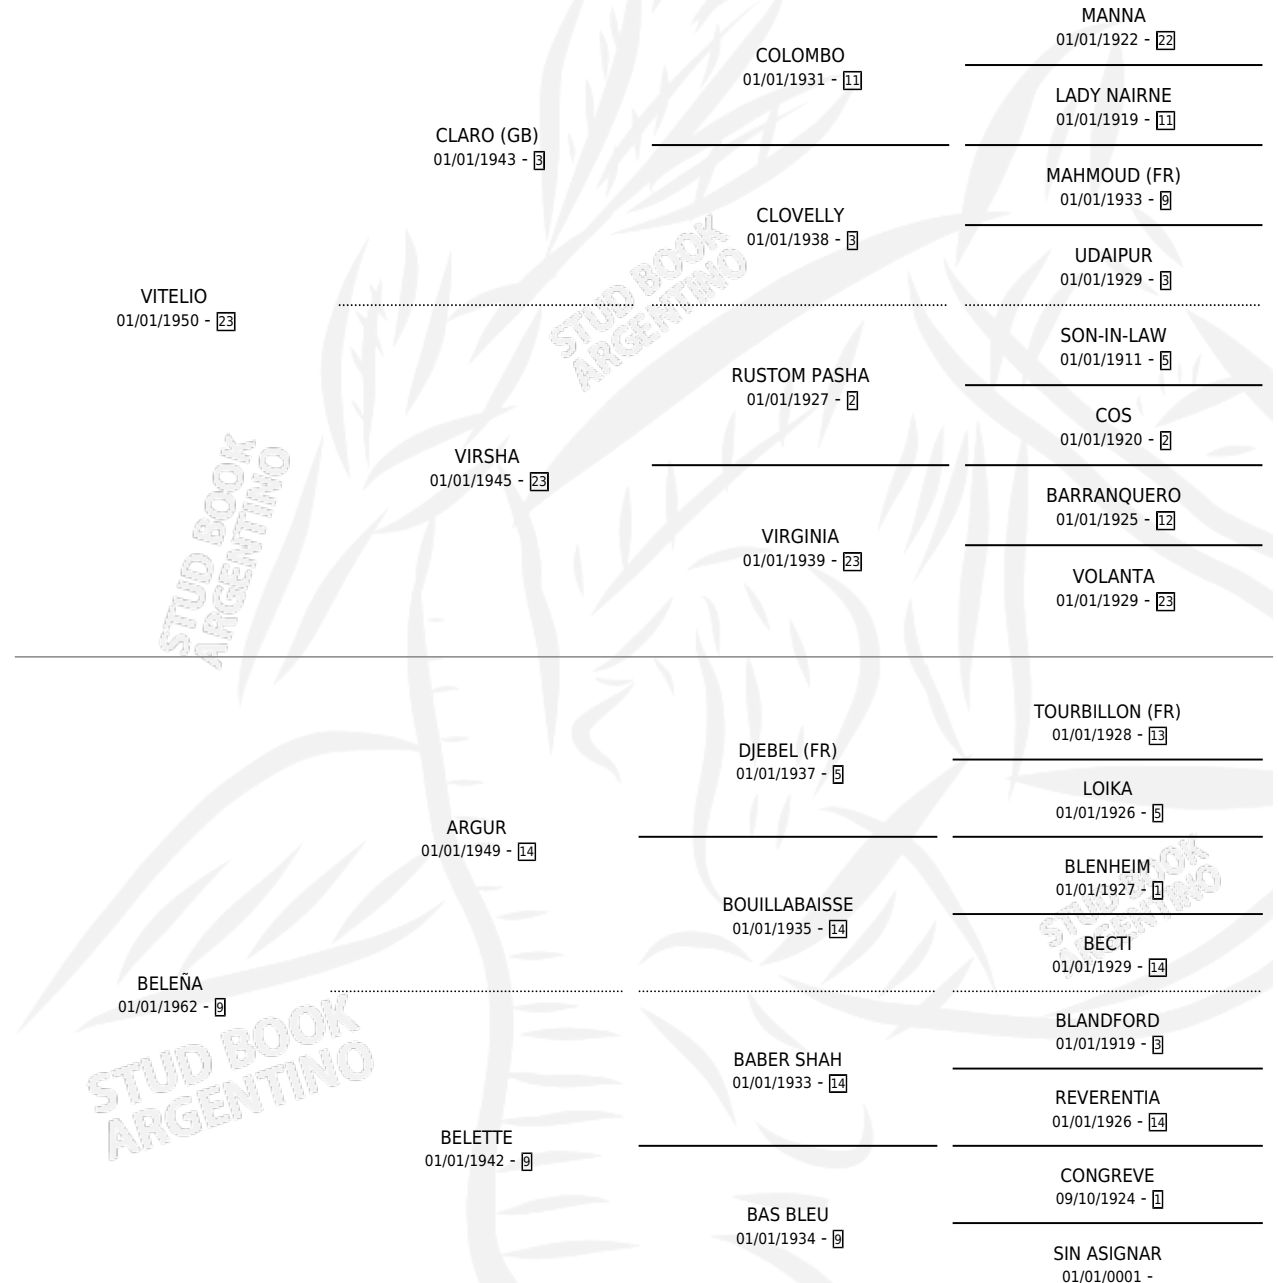 MANNA
01/01/1922 - 22
COLOMBO
01/01/1931 - 11
LADY NAIRNE
01/01/1919 - 11
CLARO (GB)
01/01/1943 - 3
MAHMOUD (FR)
01/01/1933 - 9
CLOVELLY
01/01/1938 - 3
UDAIPUR
01/01/1929 - 3
VITELIO
01/01/1950 - 23
SON-IN-LAW
01/01/1911 - 5
RUSTOM PASHA
01/01/1927 - 2
COS
01/01/1920 - 2
VIRSHA
01/01/1945 - 23
BARRANQUERO
01/01/1925 - 12
VIRGINIA
01/01/1939 - 23
VOLANTA
01/01/1929 - 23
TOURBILLON (FR)
01/01/1928 - 13
DJEBEL (FR)
01/01/1937 - 5
LOIKA
01/01/1926 - 5
ARGUR
01/01/1949 - 14
BLENHEIM
01/01/1927 - 1
BOUILLABAISSE
01/01/1935 - 14
BECTI
01/01/1929 - 14
BELEÑA
01/01/1962 - 9
BLANDFORD
01/01/1919 - 3
BABER SHAH
01/01/1933 - 14
REVERENTIA
01/01/1926 - 14
BELETTE
01/01/1942 - 9
CONGREVE
09/10/1924 - 1
BAS BLEU
01/01/1934 - 9
SIN ASIGNAR
01/01/0001 -
STUD BOOK
ARGENTINO
STUD BOOK
ARGENTINO
STUD BOOK
ARGENTINO
STUD BOOK
ARGENTINO